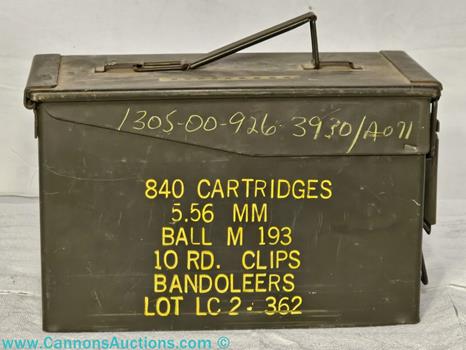 1305-00-926-3930/A071
840 CARTRIDGES
5.56 MM
BALL M 193
10 RD. CLIPS
BANDOLEERS
LOT LC 2-362
www.CannonsAuctions.com